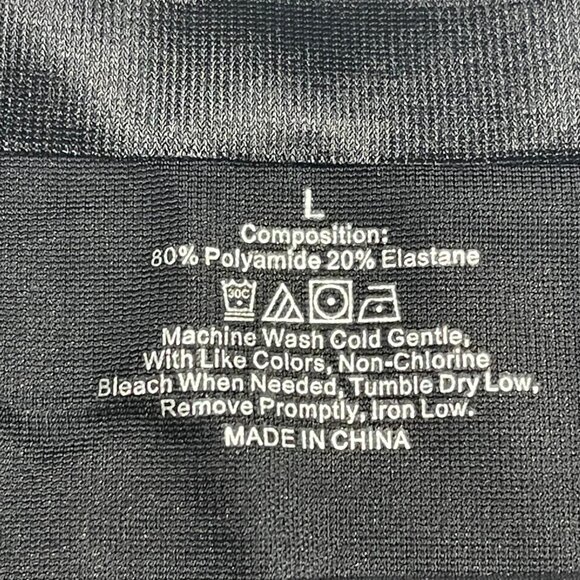 L
Composition:
80% Polyamide 20% Elastane
30C
Machine Wash Cold Gentle,
With Like Colors, Non-Chlorine
Bleach When Needed, Tumble Dry Low,
Remove Promptly, Iron Low.
MADE IN CHINA